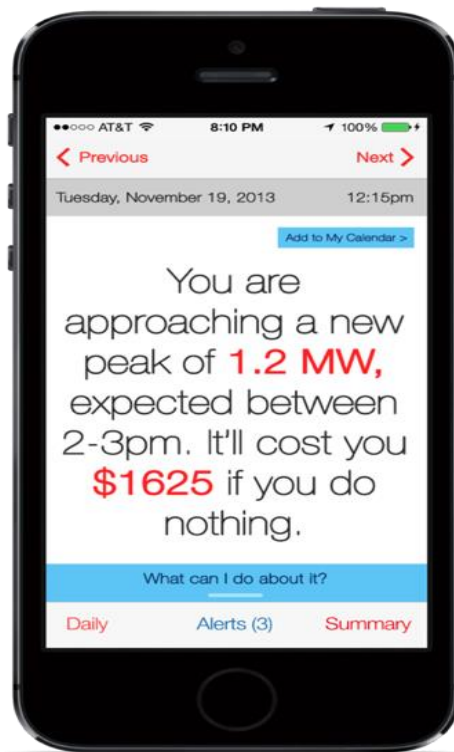 AT&T 8:10 PM 100%
Previous Next
Tuesday, November 19, 2013 12:15pm
Add to My Calendar >
You are
approaching a new
peak of 1.2 MW,
expected between
2-3pm. It'll cost you
$1625 if you do
nothing.
What can I do about it?
Daily Alerts (3) Summary